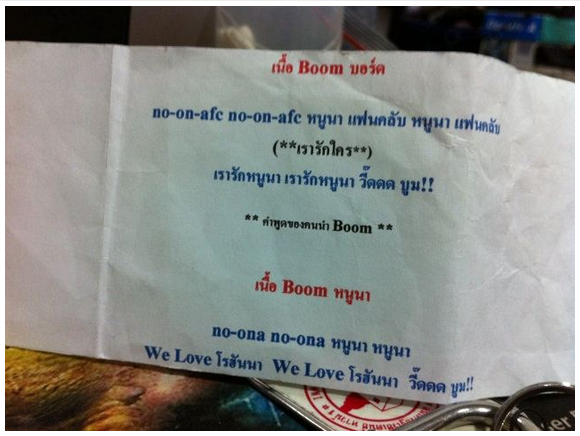 เนื้อ Boom บอร์ด
no-on-afc no-on-afc หนูนา แฟนคลับ หนูนา แฟนคลับ
(**เรารักใคร**)
เรารักหนูนา เรารักหนูนา วี๊ดดด บูม!!
** คำพูดของคนนำ Boom **
เนื้อ Boom หนูนา
no-ona no-ona หนูนา หนูนา
We Love โรฮันนา We Love โรฮันนา วี๊ดดด บูม!!